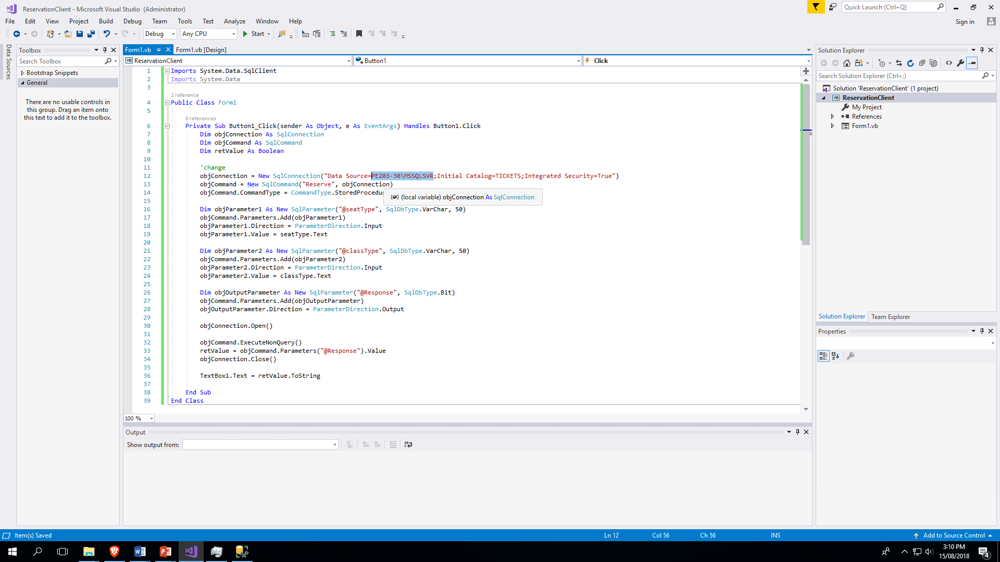 ReservationClient - Microsoft Visual Studio (Administrator)
Quick Launch (Ctrl+Q)
File Edit View Project Build Debug Team Tools Test Analyze Window Help
Sign in
Debug Any CPU Start
Data Sources
Toolbox
Search Toolbox
Bootstrap Snippets
General
There are no usable controls in
this group. Drag an item onto
this text to add it to the toolbox.
Form1.vb Form1.vb [Design]
ReservationClient Button1 Click
1 Imports System.Data.SqlClient
2 Imports System.Data
3
1 reference
4 Public Class Form1
5
0 references
6 Private Sub Button1_Click(sender As Object, e As EventArgs) Handles Button1.Click
7 Dim objConnection As SqlConnection
8 Dim objCommand As SqlCommand
9 Dim retValue As Boolean
10
11 'change
12 objConnection = New SqlConnection("Data Source=PE203-30\MSSQLSVR;Initial Catalog=TICKETS;Integrated Security=True")
13 objCommand = New SqlCommand("Reserve", objConnection)
14 objCommand.CommandType = CommandType.StoredProcedu
(local variable) objConnection As SqlConnection
15
16 Dim objParameter1 As New SqlParameter("@seatType", SqlDbType.VarChar, 50)
17 objCommand.Parameters.Add(objParameter1)
18 objParameter1.Direction = ParameterDirection.Input
19 objParameter1.Value = seatType.Text
20
21 Dim objParameter2 As New SqlParameter("@classType", SqlDbType.VarChar, 50)
22 objCommand.Parameters.Add(objParameter2)
23 objParameter2.Direction = ParameterDirection.Input
24 objParameter2.Value = classType.Text
25
26 Dim objOutputParameter As New SqlParameter("@Response", SqlDbType.Bit)
27 objCommand.Parameters.Add(objOutputParameter)
28 objOutputParameter.Direction = ParameterDirection.Output
29
30 objConnection.Open()
31
32 objCommand.ExecuteNonQuery()
33 retValue = objCommand.Parameters("@Response").Value
34 objConnection.Close()
35
36 TextBox1.Text = retValue.ToString
37
38 End Sub
39 End Class
100 %
Output
Show output from:
Solution Explorer
Search Solution Explorer (Ctrl+;)
Solution 'ReservationClient' (1 project)
VB ReservationClient
My Project
References
Form1.vb
Solution Explorer Team Explorer
Properties
Item(s) Saved Ln 12 Col 56 Ch 56 INS Add to Source Control
3:10 PM
15/08/2018
4